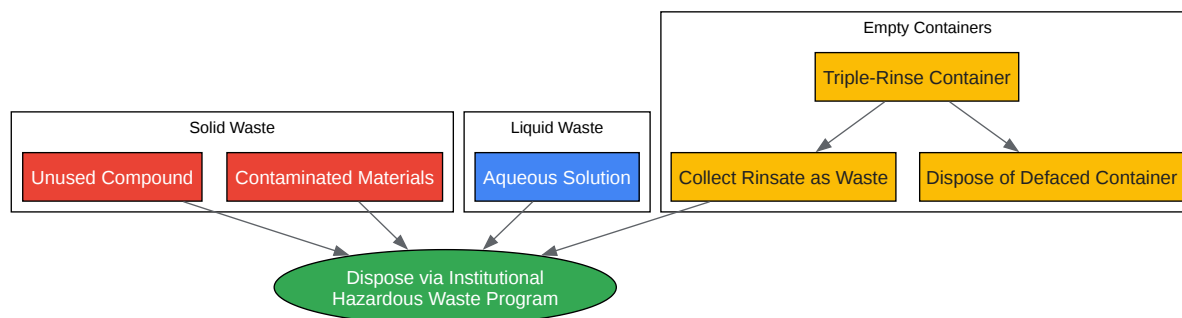 Empty Containers
Triple-Rinse Container
Solid Waste
Liquid Waste
Unused Compound
Contaminated Materials
Aqueous Solution
Collect Rinsate as Waste
Dispose of Defaced Container
Dispose via Institutional
Hazardous Waste Program